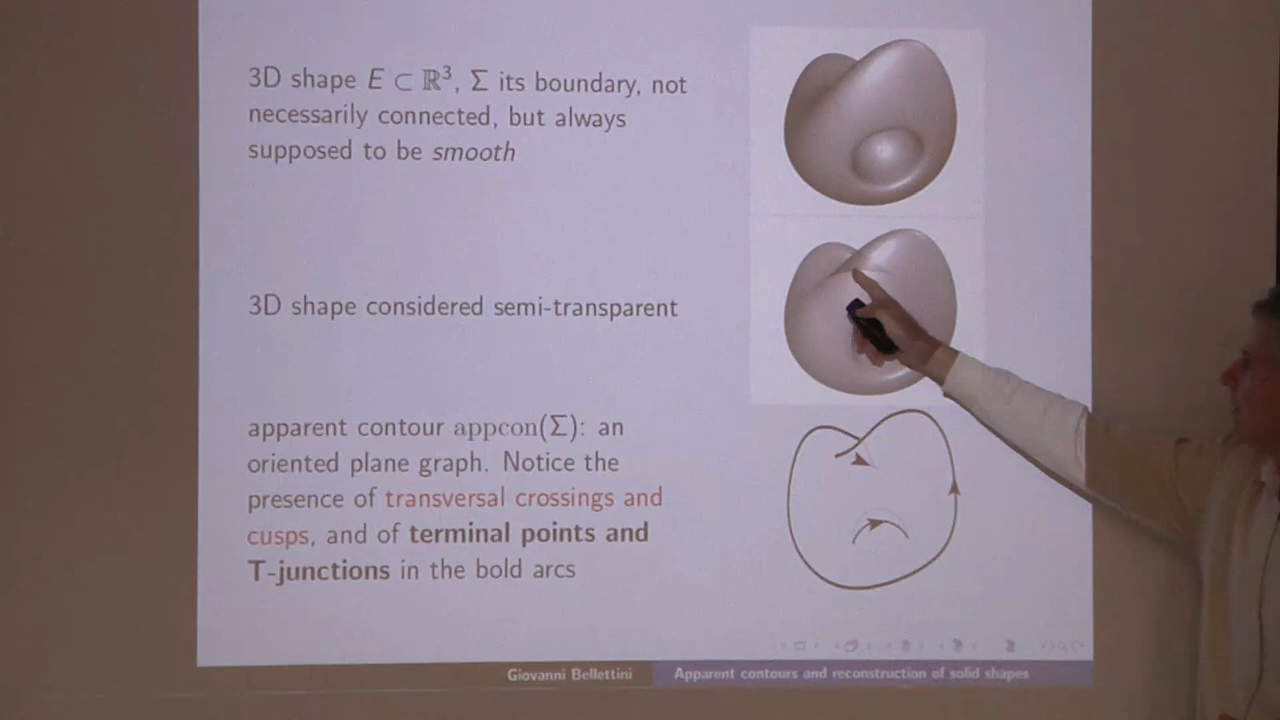 3D shape E ⊂ ℝ³, Σ its boundary, not
necessarily connected, but always
supposed to be smooth
3D shape considered semi-transparent
apparent contour appcon(Σ): an
oriented plane graph. Notice the
presence of transversal crossings and
cusps, and of terminal points and
T-junctions in the bold arcs
Giovanni Bellettini
Apparent contours and reconstruction of solid shapes